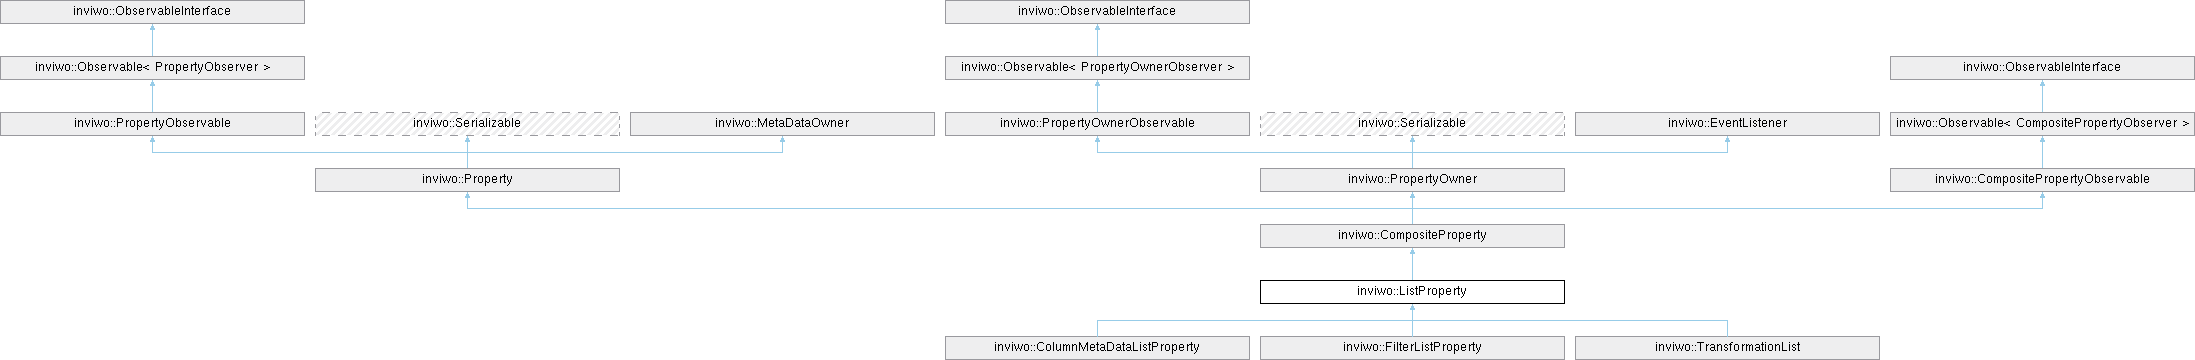 inviwo::ObservableInterface
inviwo::ObservableInterface
inviwo::Observable< PropertyObserver >
inviwo::Observable< PropertyOwnerObserver >
inviwo::ObservableInterface
inviwo::PropertyObservable
inviwo::Serializable
inviwo::MetaDataOwner
inviwo::PropertyOwnerObservable
inviwo::Serializable
inviwo::EventListener
inviwo::Observable< CompositePropertyObserver >
inviwo::Property
inviwo::PropertyOwner
inviwo::CompositePropertyObservable
inviwo::CompositeProperty
inviwo::ListProperty
inviwo::ColumnMetaDataListProperty
inviwo::FilterListProperty
inviwo::TransformationList